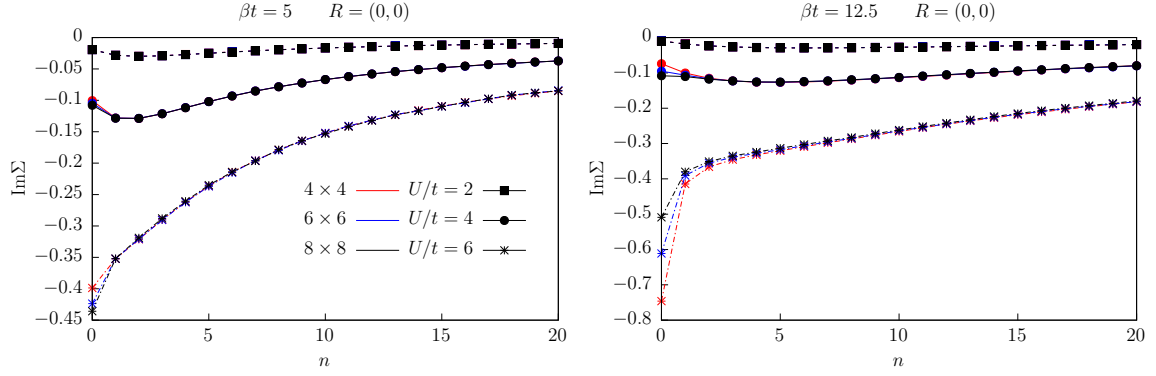 βt = 5 R = (0, 0)
0
−0.05
−0.1
−0.15
−0.2
−0.25
−0.3
−0.35
−0.4
−0.45
ImΣ
4 × 4 U/t = 2
6 × 6 U/t = 4
8 × 8 U/t = 6
0 5 10 15 20
n
βt = 12.5 R = (0, 0)
0
−0.1
−0.2
−0.3
−0.4
−0.5
−0.6
−0.7
−0.8
ImΣ
0 5 10 15 20
n